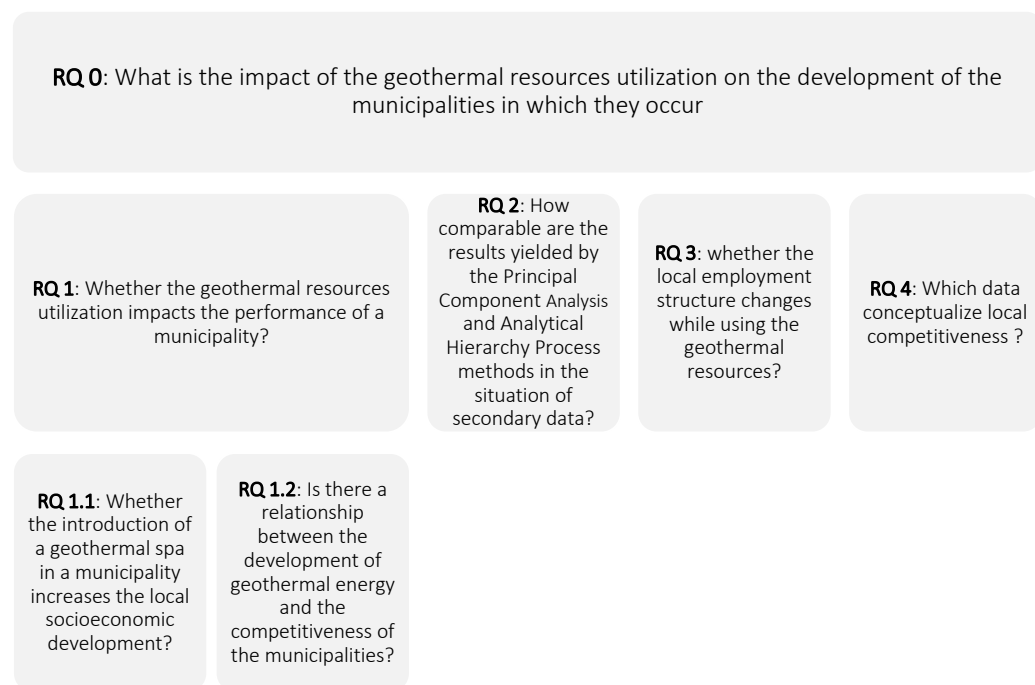 RQ 0: What is the impact of the geothermal resources utilization on the development of the
municipalities in which they occur
RQ 1: Whether the geothermal resources
utilization impacts the performance of a
municipality?
RQ 2: How
comparable are the
results yielded by
the Principal
Component Analysis
and Analytical
Hierarchy Process
methods in the
situation of
secondary data?
RQ 3: whether the
local employment
structure changes
while using the
geothermal
resources?
RQ 4: Which data
conceptualize local
competitiveness ?
RQ 1.1: Whether
the introduction of
a geothermal spa
in a municipality
increases the local
socioeconomic
development?
RQ 1.2: Is there a
relationship
between the
development of
geothermal energy
and the
competitiveness of
the municipalities?